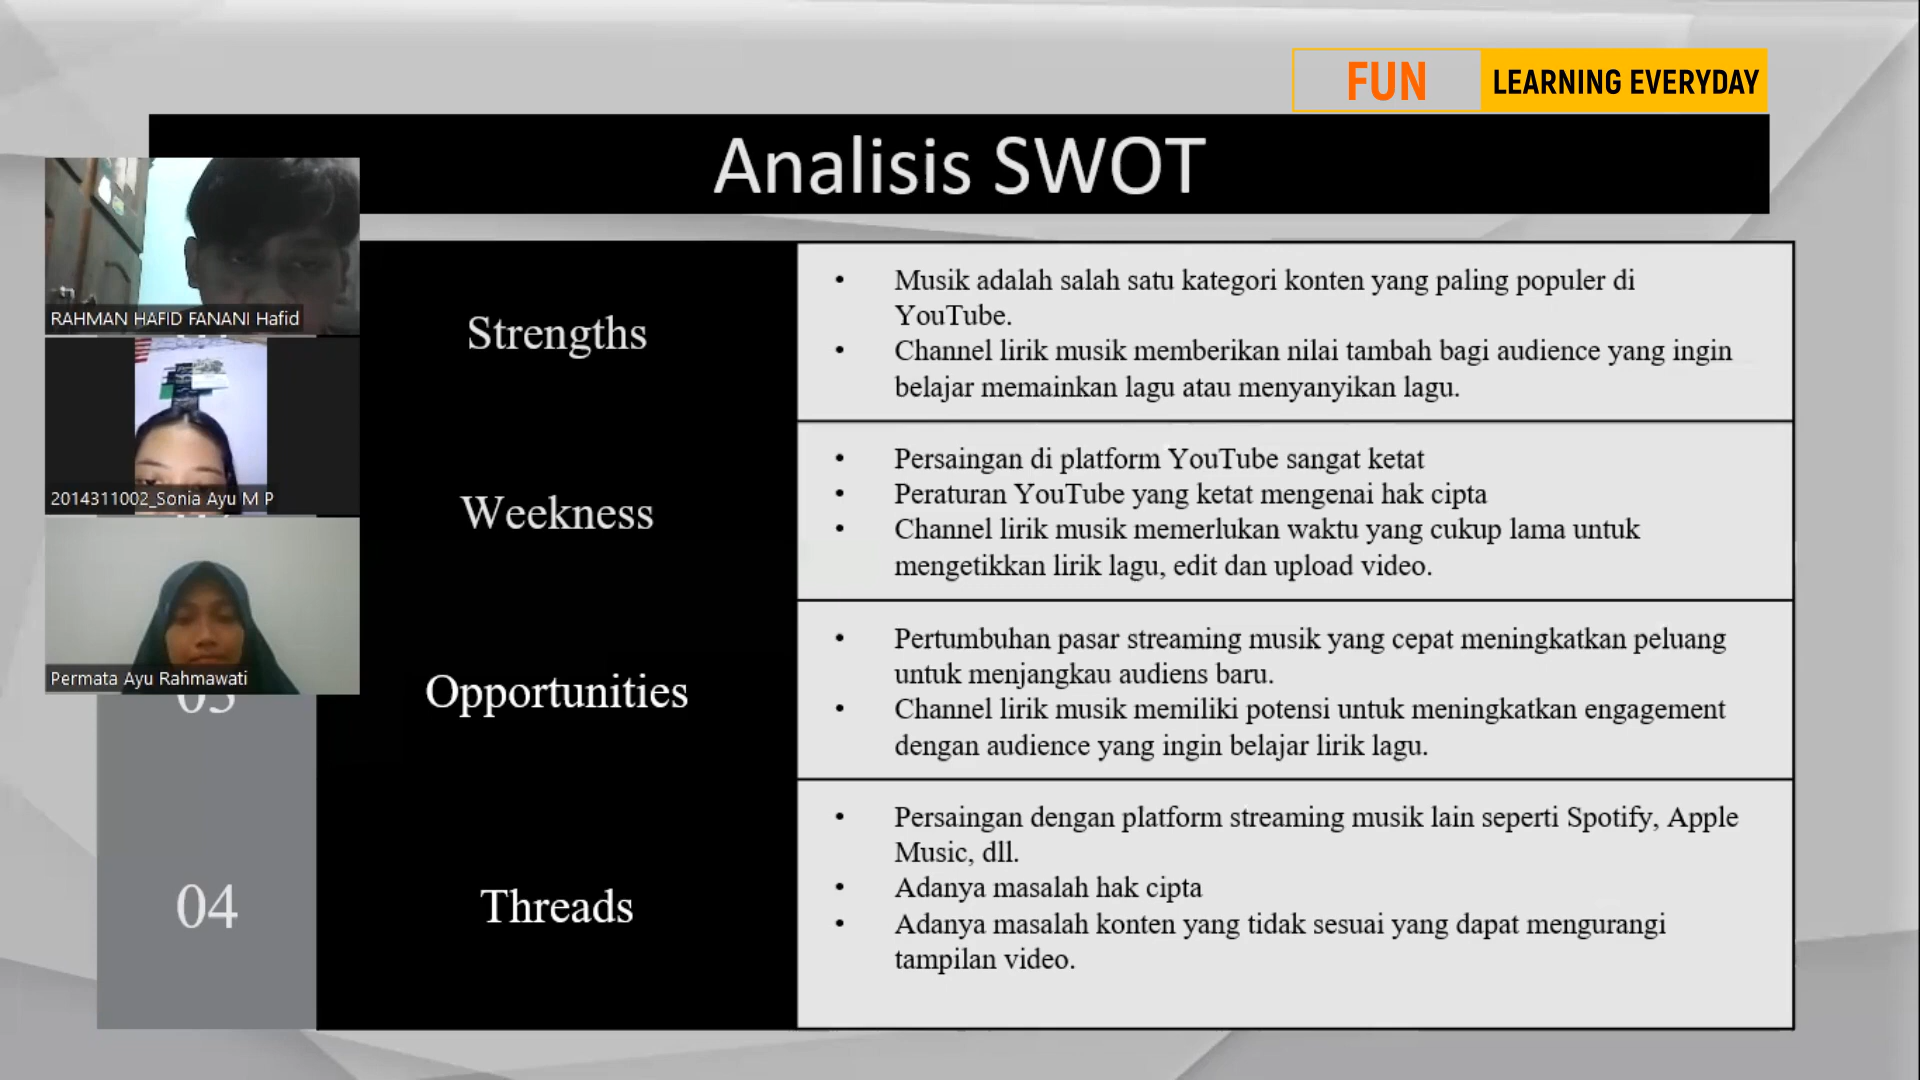 FUN LEARNING EVERYDAY
Analisis SWOT
RAHMAN HAFID FANANI Hafid
2014311002_Sonia Ayu M P
Permata Ayu Rahmawati
Strengths
• Musik adalah salah satu kategori konten yang paling populer di
YouTube.
• Channel lirik musik memberikan nilai tambah bagi audience yang ingin
belajar memainkan lagu atau menyanyikan lagu.
Weekness
• Persaingan di platform YouTube sangat ketat
• Peraturan YouTube yang ketat mengenai hak cipta
• Channel lirik musik memerlukan waktu yang cukup lama untuk
mengetikkan lirik lagu, edit dan upload video.
03
Opportunities
• Pertumbuhan pasar streaming musik yang cepat meningkatkan peluang
untuk menjangkau audiens baru.
• Channel lirik musik memiliki potensi untuk meningkatkan engagement
dengan audience yang ingin belajar lirik lagu.
04
Threads
• Persaingan dengan platform streaming musik lain seperti Spotify, Apple
Music, dll.
• Adanya masalah hak cipta
• Adanya masalah konten yang tidak sesuai yang dapat mengurangi
tampilan video.